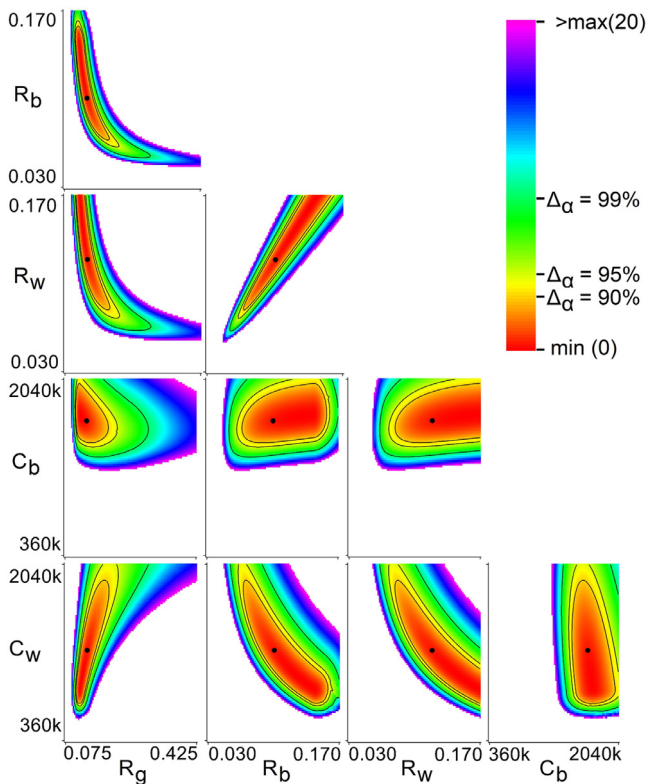 0.170
>max(20)
R_b
0.030
0.170
Δ_α = 99%
R_w
Δ_α = 95%
Δ_α = 90%
min (0)
0.030
2040k
C_b
360k
2040k
C_w
360k
0.075 0.425 0.030 0.170 0.030 0.170 360k 2040k
R_g R_b R_w C_b